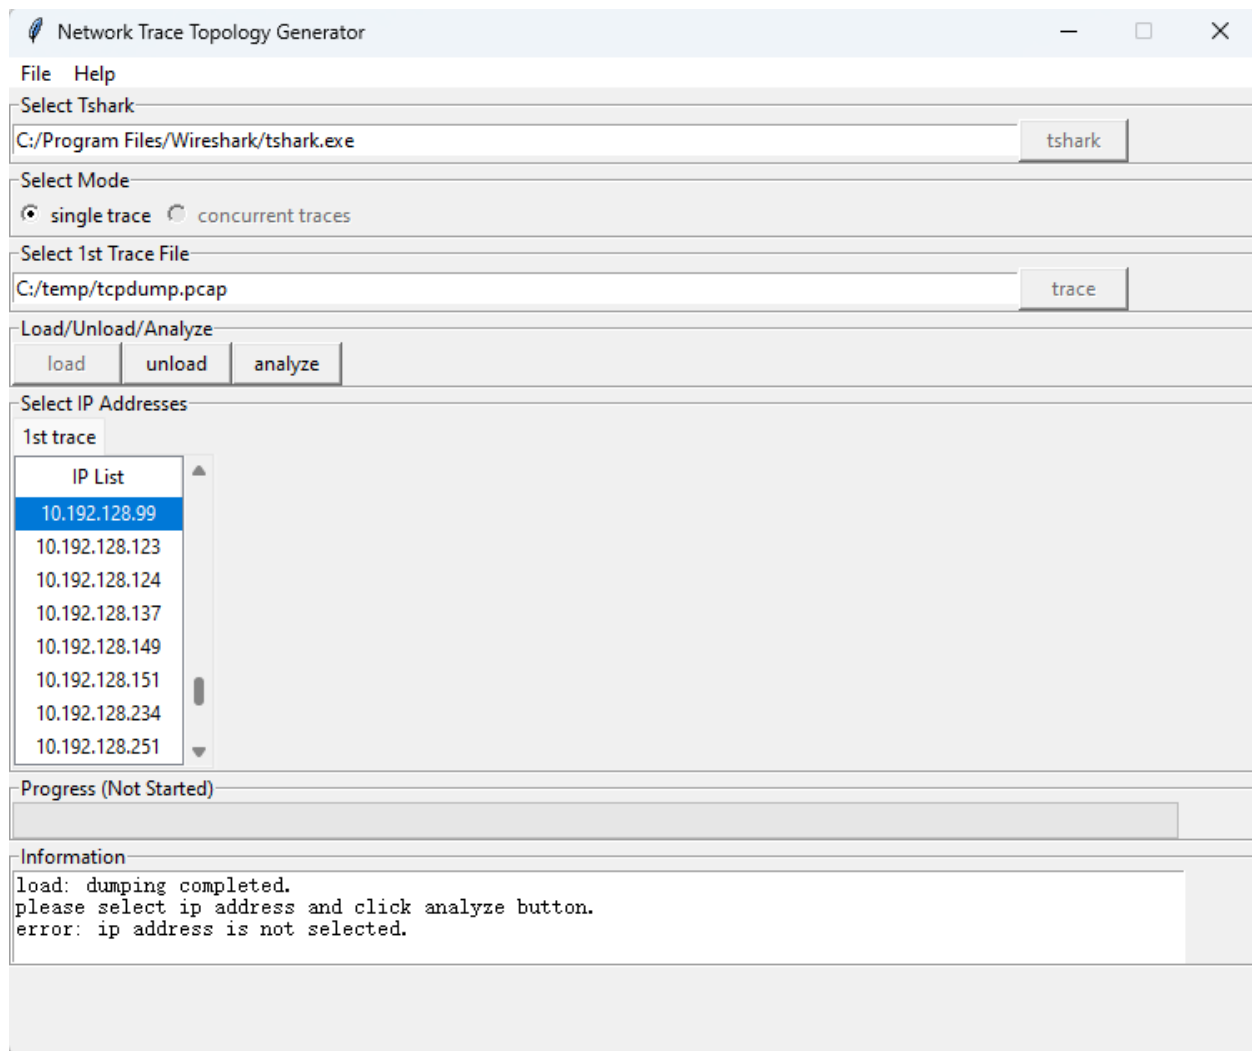 Network Trace Topology Generator
File Help
Select Tshark
C:/Program Files/Wireshark/tshark.exe tshark
Select Mode
single trace concurrent traces
Select 1st Trace File
C:/temp/tcpdump.pcap trace
Load/Unload/Analyze
load unload analyze
Select IP Addresses
1st trace
IP List
10.192.128.99
10.192.128.123
10.192.128.124
10.192.128.137
10.192.128.149
10.192.128.151
10.192.128.234
10.192.128.251
Progress (Not Started)
Information
load: dumping completed.
please select ip address and click analyze button.
error: ip address is not selected.